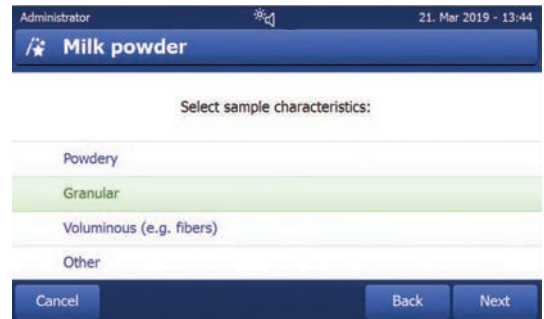 Administrator 21. Mar 2019 - 13:44
Milk powder
Select sample characteristics:
Powdery
Granular
Voluminous (e.g. fibers)
Other
Cancel Back Next